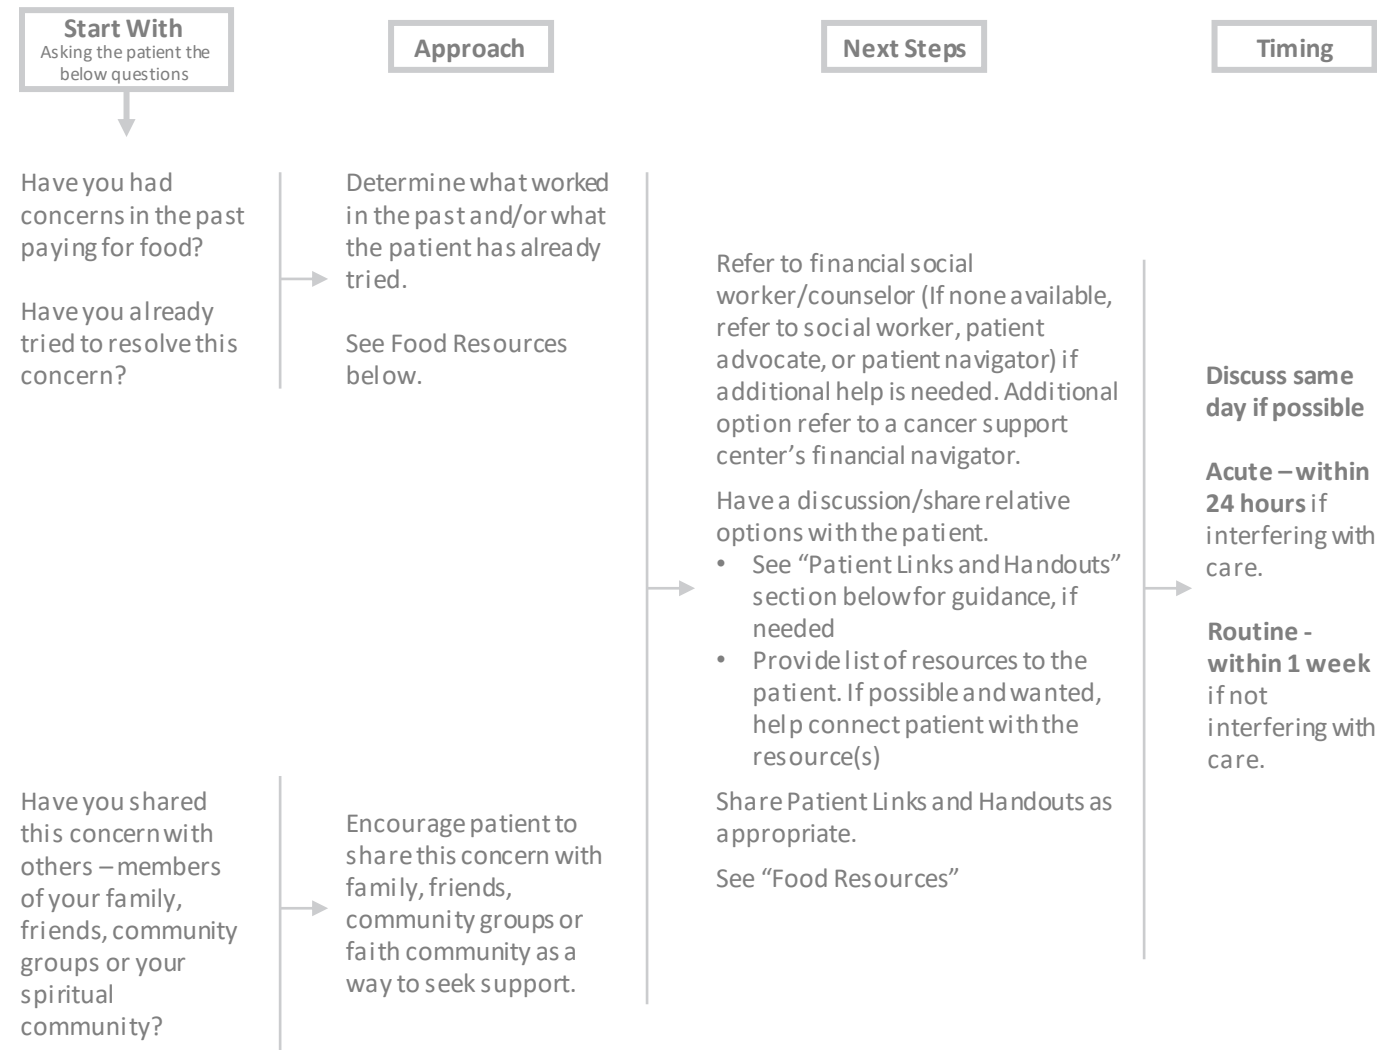 Start With
Asking the patient the
below questions
Approach
Next Steps
Timing
Have you had
concerns in the past
paying for food?
Have you already
tried to resolve this
concern?
Determine what worked
in the past and/or what
the patient has already
tried.
See Food Resources
below.
Have you shared
this concern with
others – members
of your family,
friends, community
groups or your
spiritual
community?
Encourage patient to
share this concern with
family, friends,
community groups or
faith community as a
way to seek support.
Refer to financial social
worker/counselor (If none available,
refer to social worker, patient
advocate, or patient navigator) if
additional help is needed. Additional
option refer to a cancer support
center’s financial navigator.
Have a discussion/share relative
options with the patient.
• See “Patient Links and Handouts”
section below for guidance, if
needed
• Provide list of resources to the
patient. If possible and wanted,
help connect patient with the
resource(s)
Share Patient Links and Handouts as
appropriate.
See “Food Resources”
Discuss same
day if possible
Acute – within
24 hours if
interfering with
care.
Routine -
within 1 week
if not
interfering with
care.